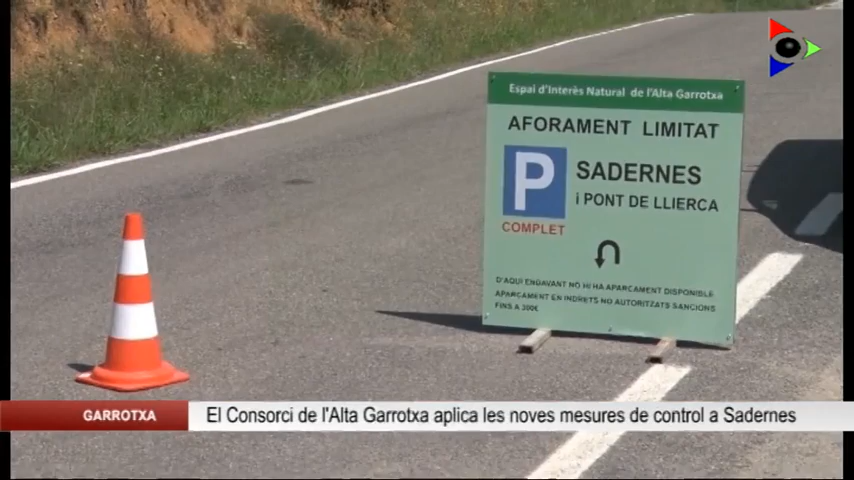 Espai d'Interès Natural de l'Alta Garrotxa
AFORAMENT LIMITAT
P
SADERNES
i PONT DE LLIERCA
COMPLET
D'AQUI ENGAVANT NO HI HA APARCAMENT DISPONIBLE
APARCAMENT EN INDRETS NO AUTORITZATS SANCIONS
FINS A 300€
GARROTXA
El Consorci de l'Alta Garrotxa aplica les noves mesures de control a Sadernes